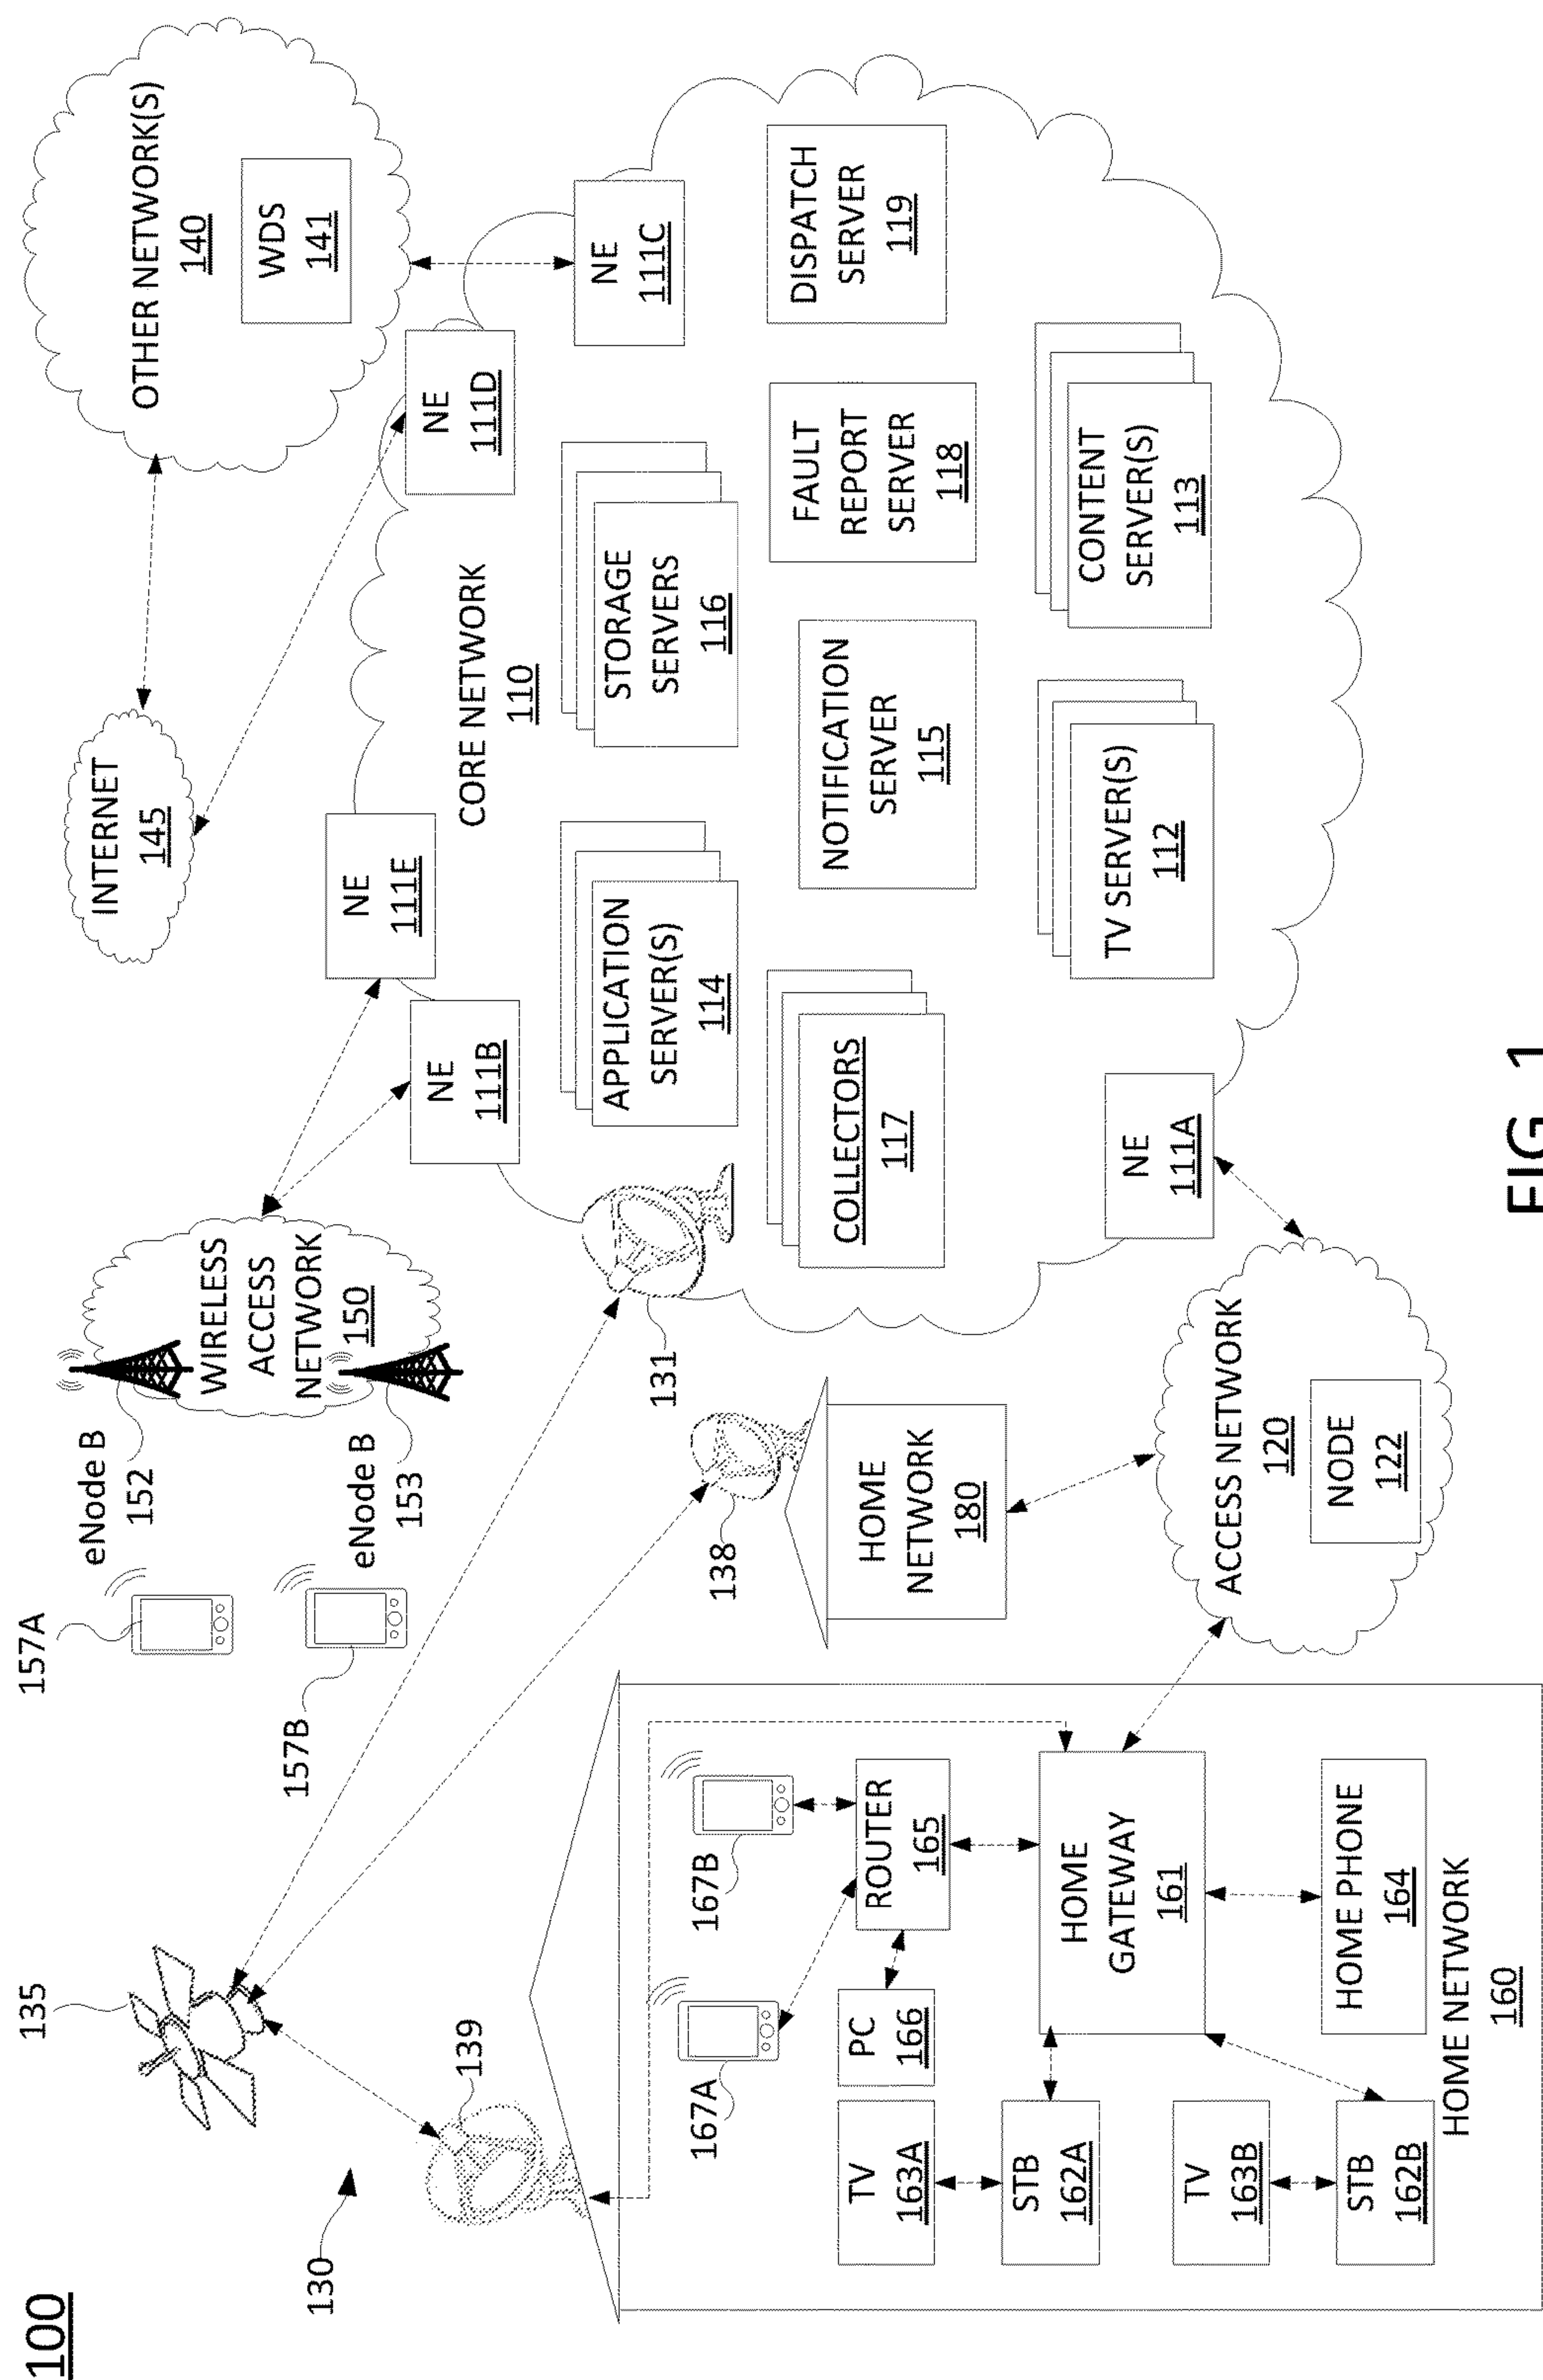 100
130
135
139
157A
157B
eNode B
152
eNode B
153
WIRELESS
ACCESS
NETWORK
150
INTERNET
145
OTHER NETWORK(S)
140
WDS
141
138
131
NE
111B
NE
111E
NE
111D
NE
111C
CORE NETWORK
110
APPLICATION
SERVER(S)
114
STORAGE
SERVERS
116
COLLECTORS
117
NOTIFICATION
SERVER
115
FAULT
REPORT
SERVER
118
DISPATCH
SERVER
119
TV SERVER(S)
112
CONTENT
SERVER(S)
113
NE
111A
HOME
NETWORK
180
ACCESS NETWORK
120
NODE
122
167A
167B
TV
163A
PC
166
ROUTER
165
STB
162A
HOME
GATEWAY
161
TV
163B
STB
162B
HOME PHONE
164
HOME NETWORK
160
FIG. 1